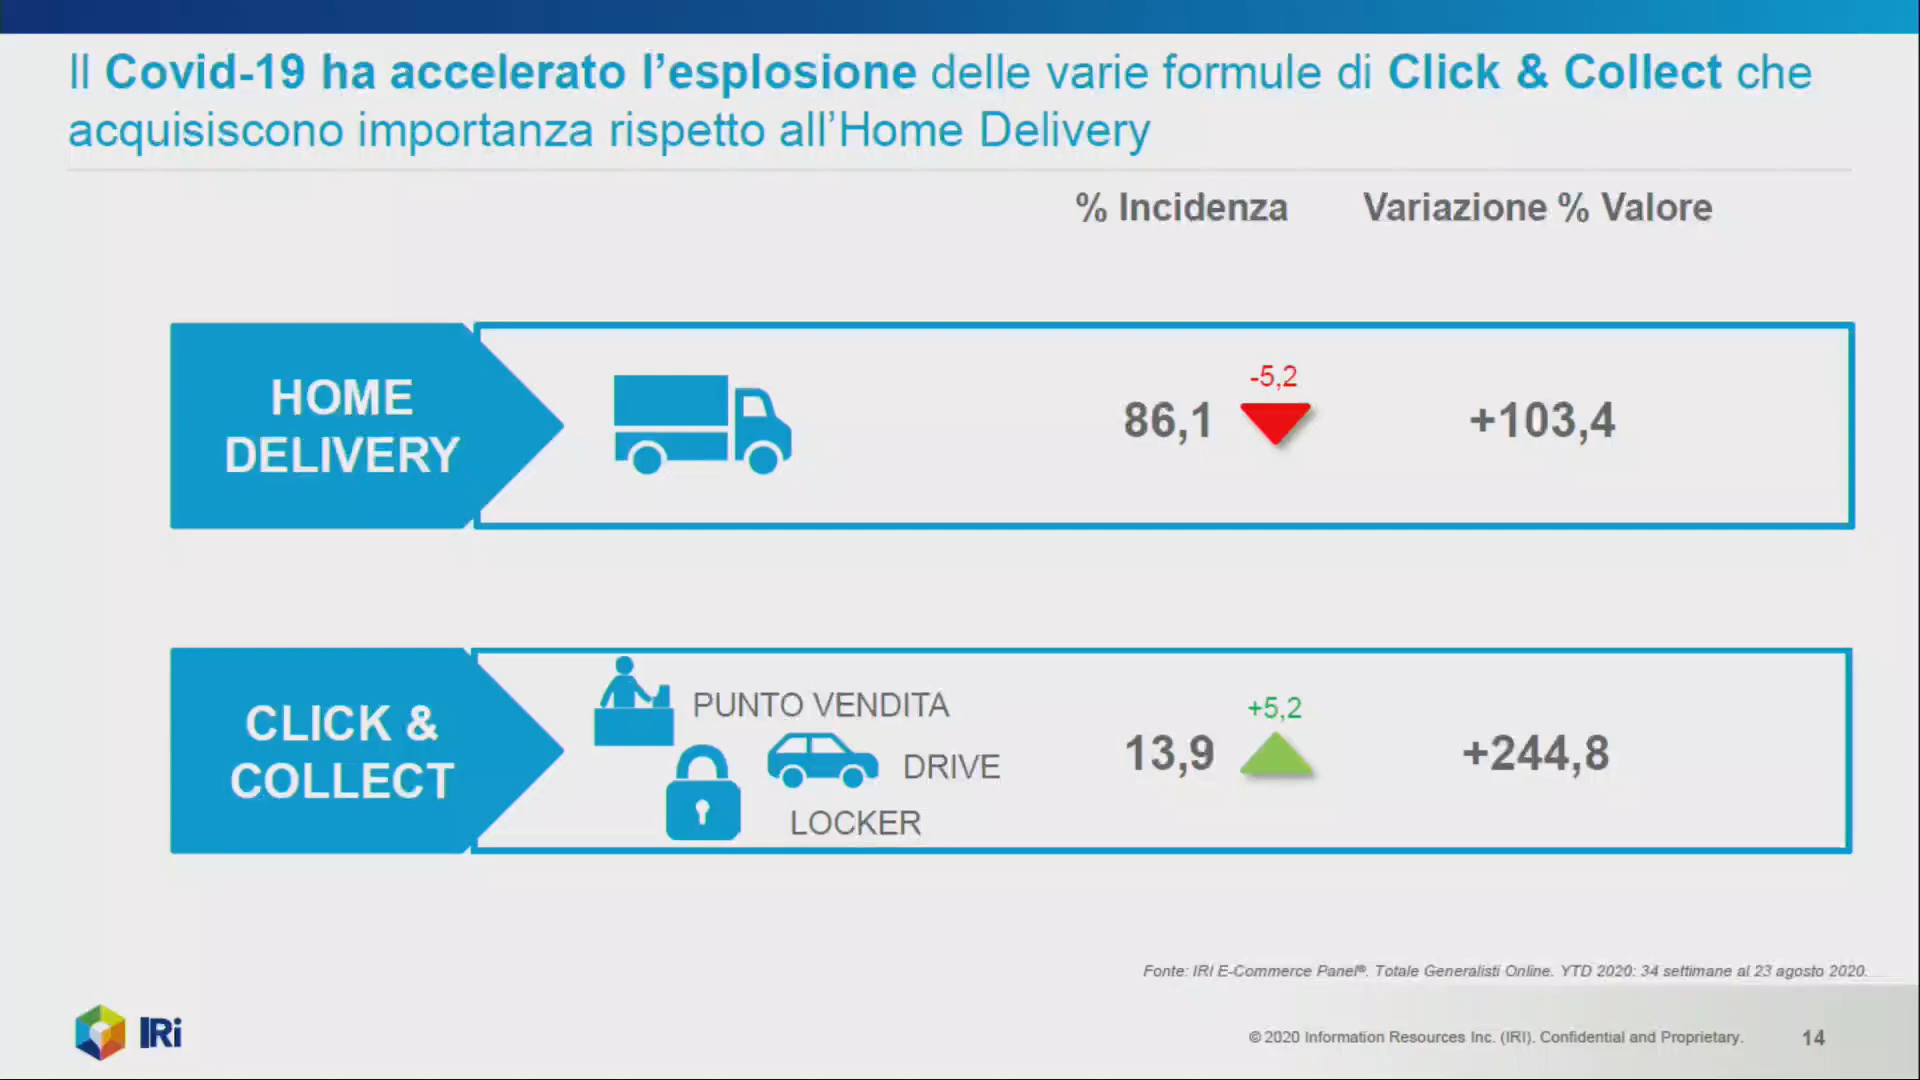 Il Covid-19 ha accelerato l'esplosione delle varie formule di Click & Collect che
acquisiscono importanza rispetto all'Home Delivery
% Incidenza Variazione % Valore
HOME
DELIVERY
-5,2
86,1
+103,4
CLICK &
COLLECT
PUNTO VENDITA
DRIVE
LOCKER
+5,2
13,9
+244,8
Fonte: IRI E-Commerce Panel®. Totale Generalisti Online. YTD 2020: 34 settimane al 23 agosto 2020.
IRi
© 2020 Information Resources Inc. (IRI). Confidential and Proprietary.
14